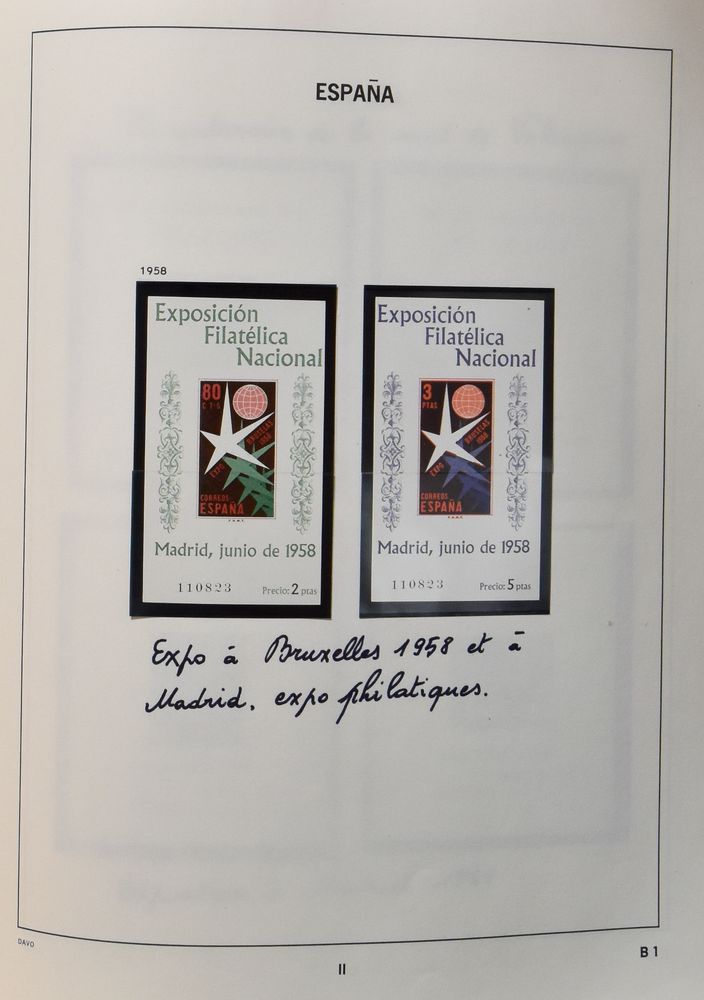 ESPAÑA
1958
Exposición
Filatélica
Nacional
80
CTS
BRUSELAS
1958
EXPO
CORREOS
ESPAÑA
F.N.M.T.
Madrid, junio de 1958
110823 Precio: 2 ptas
Exposición
Filatélica
Nacional
3
PTAS
BRUSELAS
1958
EXPO
CORREOS
ESPAÑA
F.N.M.T.
Madrid, junio de 1958
110823 Precio: 5 ptas
Expo à Bruxelles 1958 et à
Madrid, expo philatiques.
DAVO
II
B 1